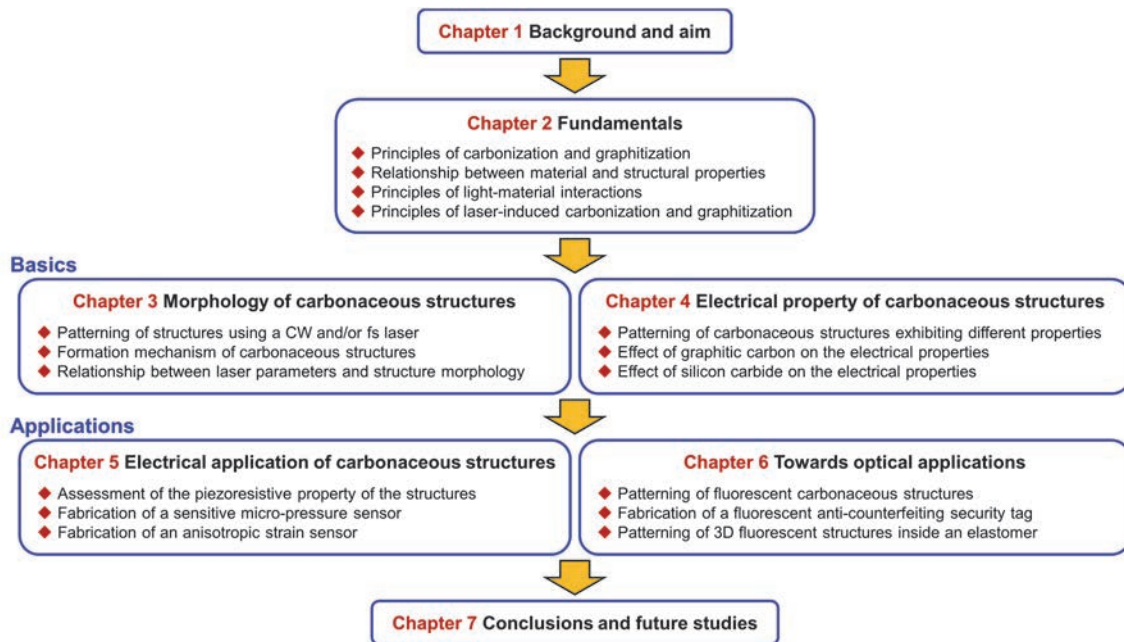 Chapter 1 Background and aim
Chapter 2 Fundamentals
◆ Principles of carbonization and graphitization
◆ Relationship between material and structural properties
◆ Principles of light-material interactions
◆ Principles of laser-induced carbonization and graphitization
Basics
Chapter 3 Morphology of carbonaceous structures
◆ Patterning of structures using a CW and/or fs laser
◆ Formation mechanism of carbonaceous structures
◆ Relationship between laser parameters and structure morphology
Chapter 4 Electrical property of carbonaceous structures
◆ Patterning of carbonaceous structures exhibiting different properties
◆ Effect of graphitic carbon on the electrical properties
◆ Effect of silicon carbide on the electrical properties
Applications
Chapter 5 Electrical application of carbonaceous structures
◆ Assessment of the piezoresistive property of the structures
◆ Fabrication of a sensitive micro-pressure sensor
◆ Fabrication of an anisotropic strain sensor
Chapter 6 Towards optical applications
◆ Patterning of fluorescent carbonaceous structures
◆ Fabrication of a fluorescent anti-counterfeiting security tag
◆ Patterning of 3D fluorescent structures inside an elastomer
Chapter 7 Conclusions and future studies